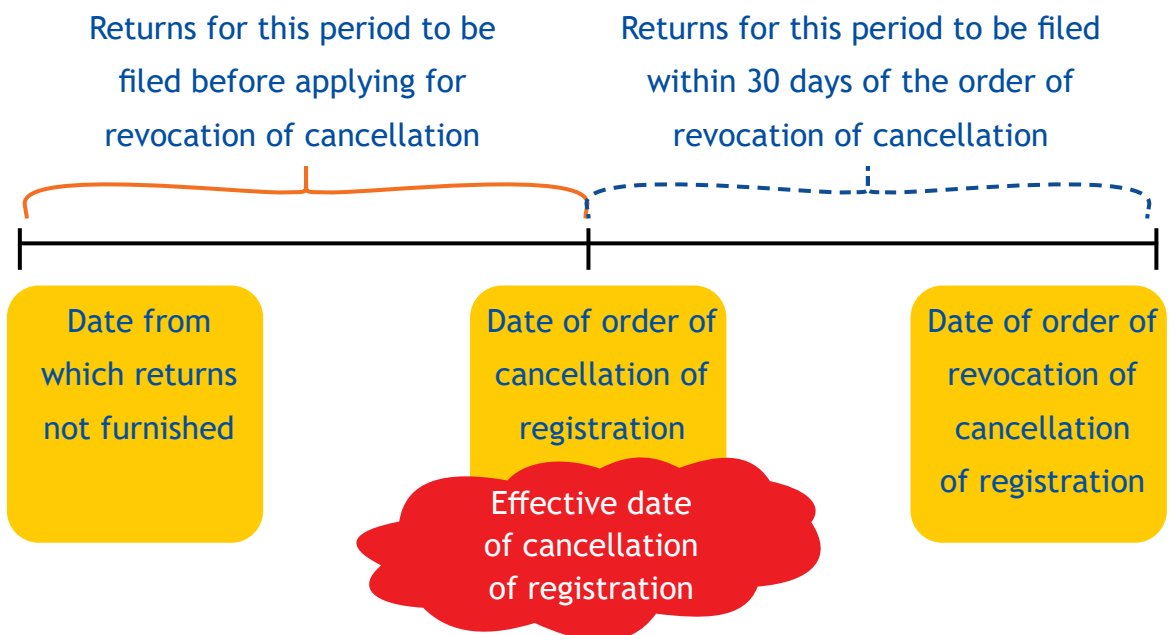 Returns for this period to be
filed before applying for
revocation of cancellation
Returns for this period to be filed
within 30 days of the order of
revocation of cancellation
Date from
which returns
not furnished
Date of order of
cancellation of
registration
Effective date
of cancellation
of registration
Date of order of
revocation of
cancellation
of registration